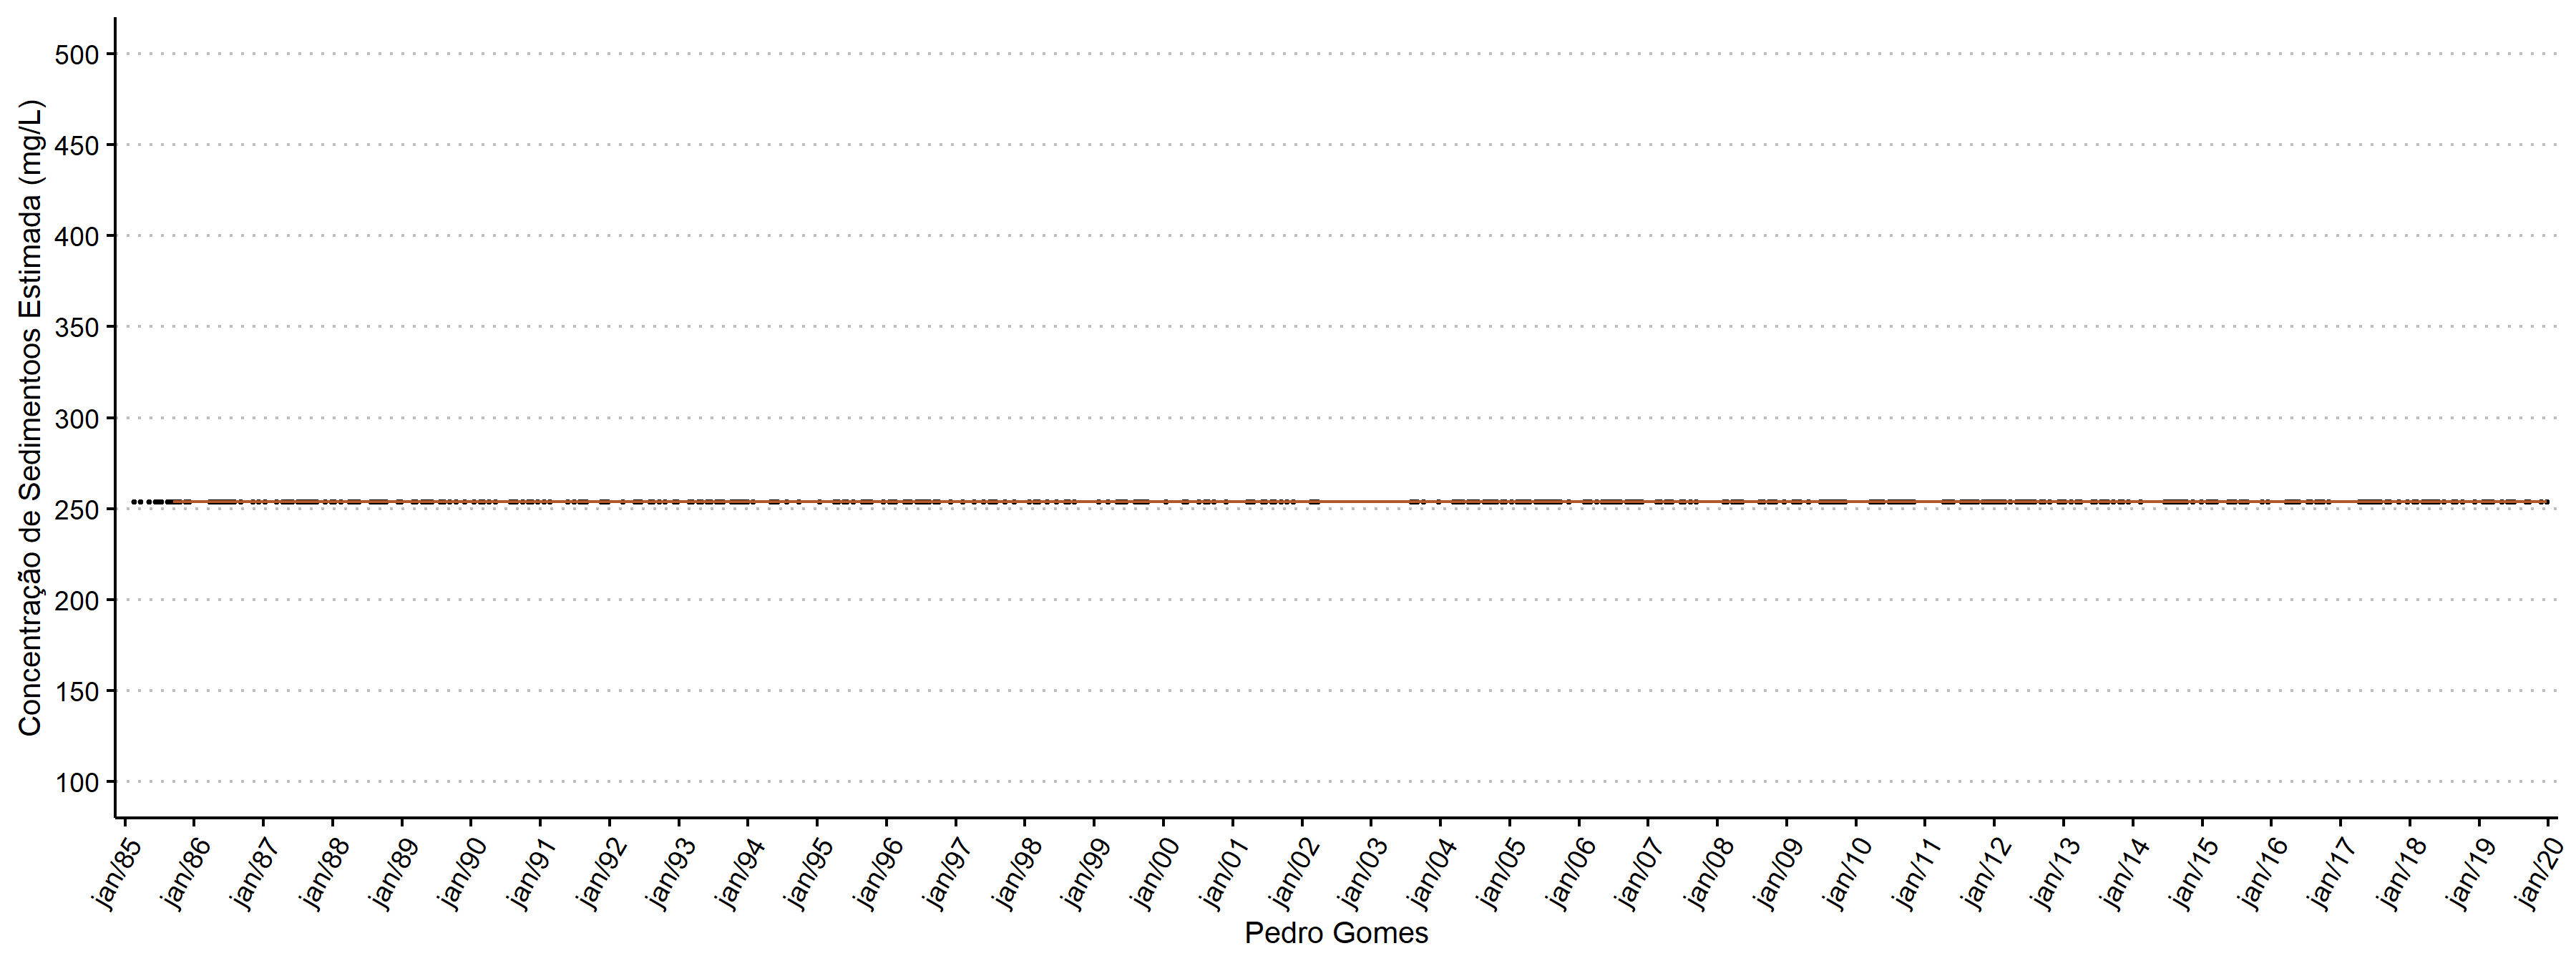 Concentração de Sedimentoos Estimada (mg/L)
500
450
400
350
300
250
200
150
100
jan/85
jan/86
jan/87
jan/88
jan/89
jan/90
jan/91
jan/92
jan/93
jan/94
jan/95
jan/96
jan/97
jan/98
jan/99
jan/00
jan/01
jan/02
jan/03
jan/04
jan/05
jan/06
jan/07
jan/08
jan/09
jan/10
jan/11
jan/12
jan/13
jan/14
jan/15
jan/16
jan/17
jan/18
jan/19
jan/20
Pedro Gomes